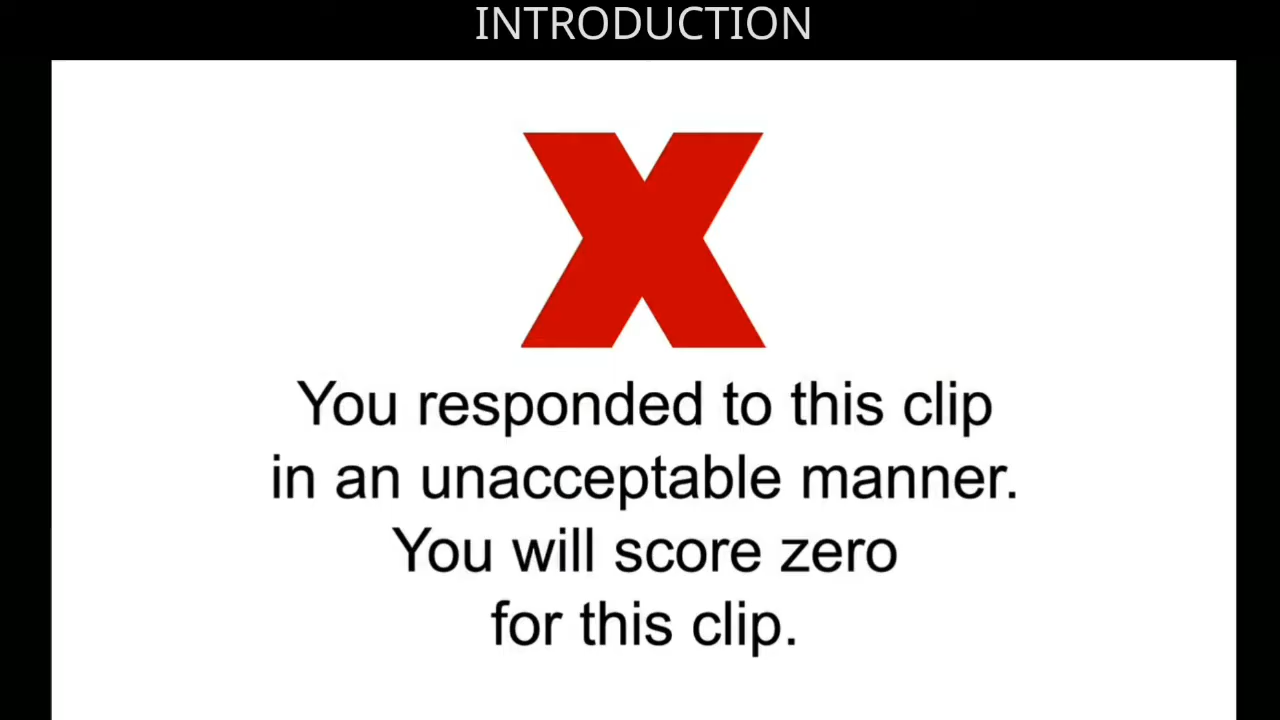 INTRODUCTION
X
You responded to this clip
in an unacceptable manner.
You will score zero
for this clip.